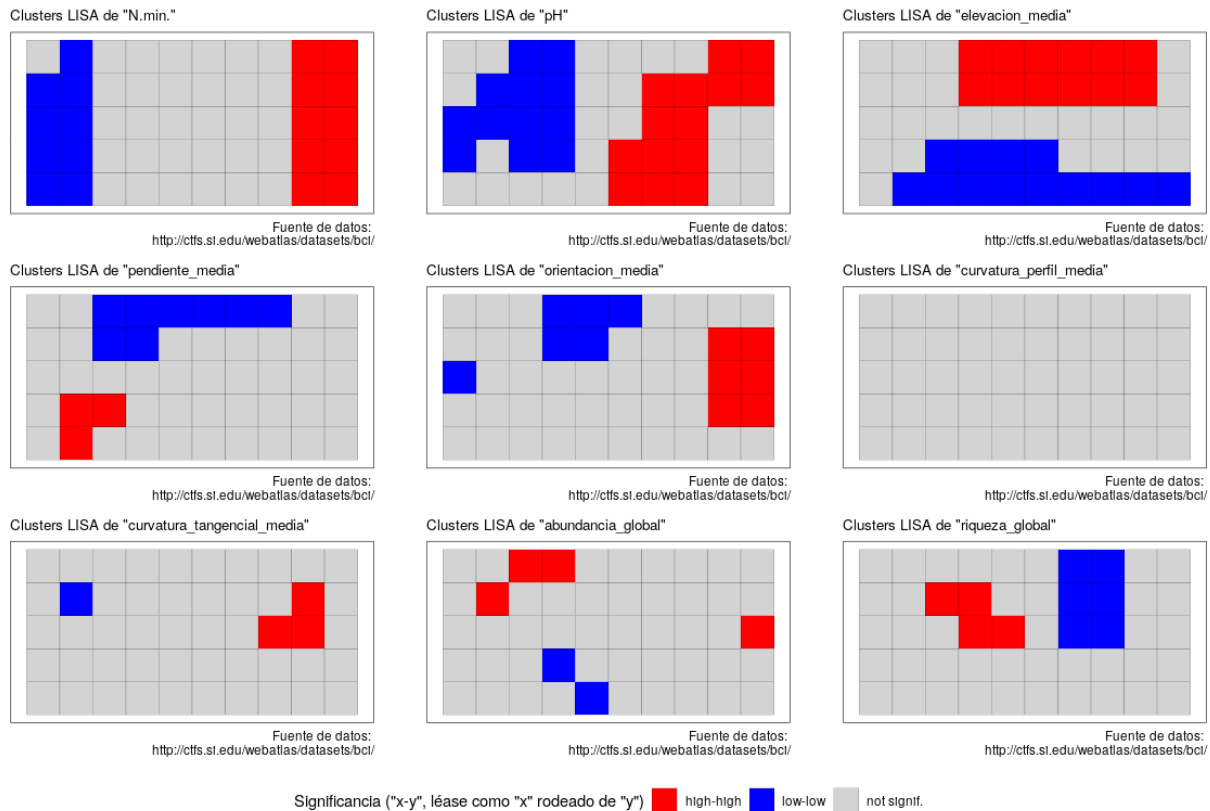 Clusters LISA de "N.min."
Clusters LISA de "pH"
Clusters LISA de "elevacion_media"
Fuente de datos:
http://ctfs.si.edu/webatlas/datasets/bci/
Fuente de datos:
http://ctfs.si.edu/webatlas/datasets/bci/
Fuente de datos:
http://ctfs.si.edu/webatlas/datasets/bci/
Clusters LISA de "pendiente_media"
Clusters LISA de "orientacion_media"
Clusters LISA de "curvatura_perfil_media"
Fuente de datos:
http://ctfs.si.edu/webatlas/datasets/bci/
Fuente de datos:
http://ctfs.si.edu/webatlas/datasets/bci/
Fuente de datos:
http://ctfs.si.edu/webatlas/datasets/bci/
Clusters LISA de "curvatura_tangencial_media"
Clusters LISA de "abundancia_global"
Clusters LISA de "riqueza_global"
Fuente de datos:
http://ctfs.si.edu/webatlas/datasets/bci/
Fuente de datos:
http://ctfs.si.edu/webatlas/datasets/bci/
Fuente de datos:
http://ctfs.si.edu/webatlas/datasets/bci/
Significancia ("x-y", léase como "x" rodeado de "y") high-high low-low not signif.